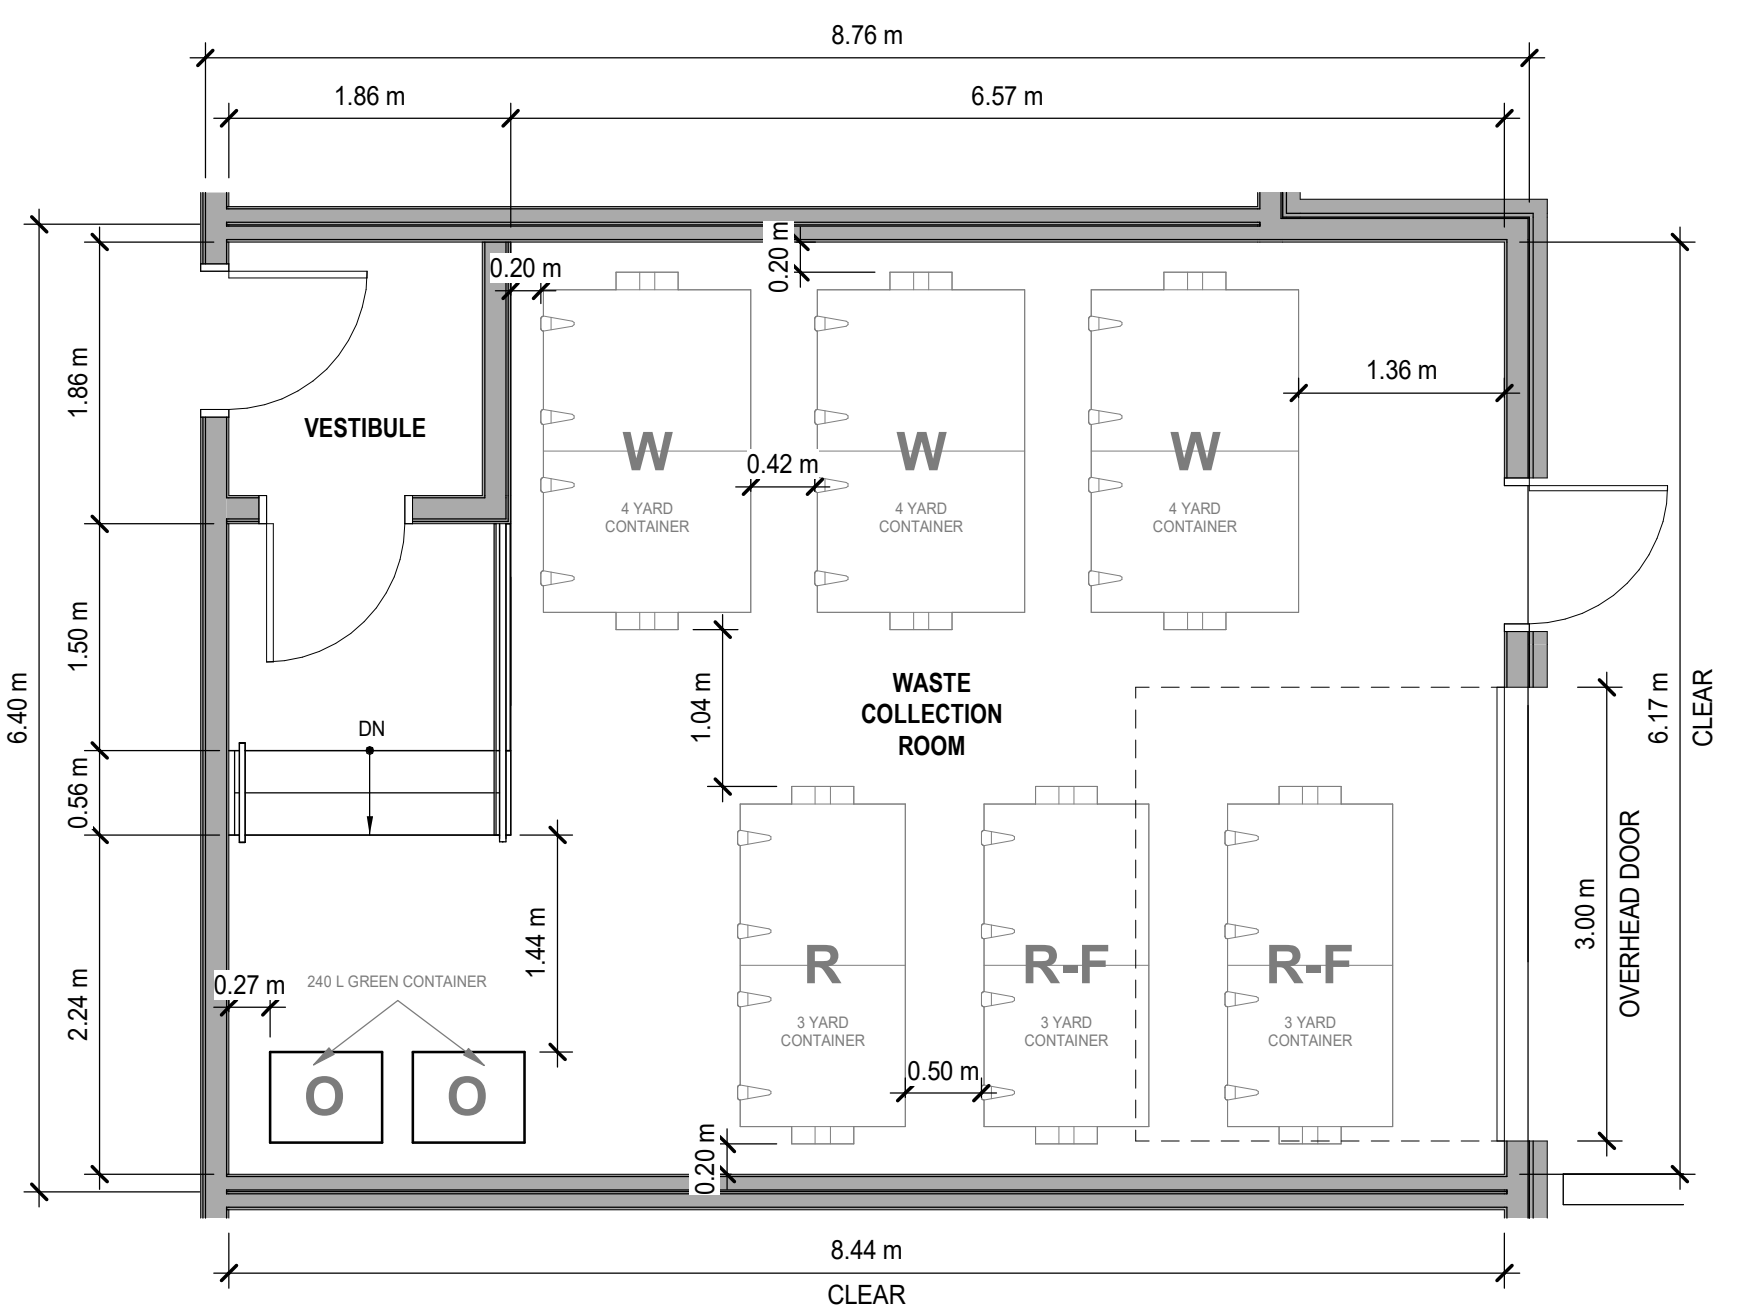 8.76 m
1.86 m
6.57 m
0.20 m
0.20 m
1.86 m
1.36 m
VESTIBULE
W
W
W
0.42 m
4 YARD
CONTAINER
4 YARD
CONTAINER
4 YARD
CONTAINER
1.50 m
6.40 m
1.04 m
WASTE
COLLECTION
ROOM
6.17 m
CLEAR
DN
0.56 m
3.00 m
OVERHEAD DOOR
1.44 m
R
R-F
R-F
0.27 m
240 L GREEN CONTAINER
2.24 m
3 YARD
CONTAINER
3 YARD
CONTAINER
3 YARD
CONTAINER
0.50 m
O
O
0.20 m
8.44 m
CLEAR